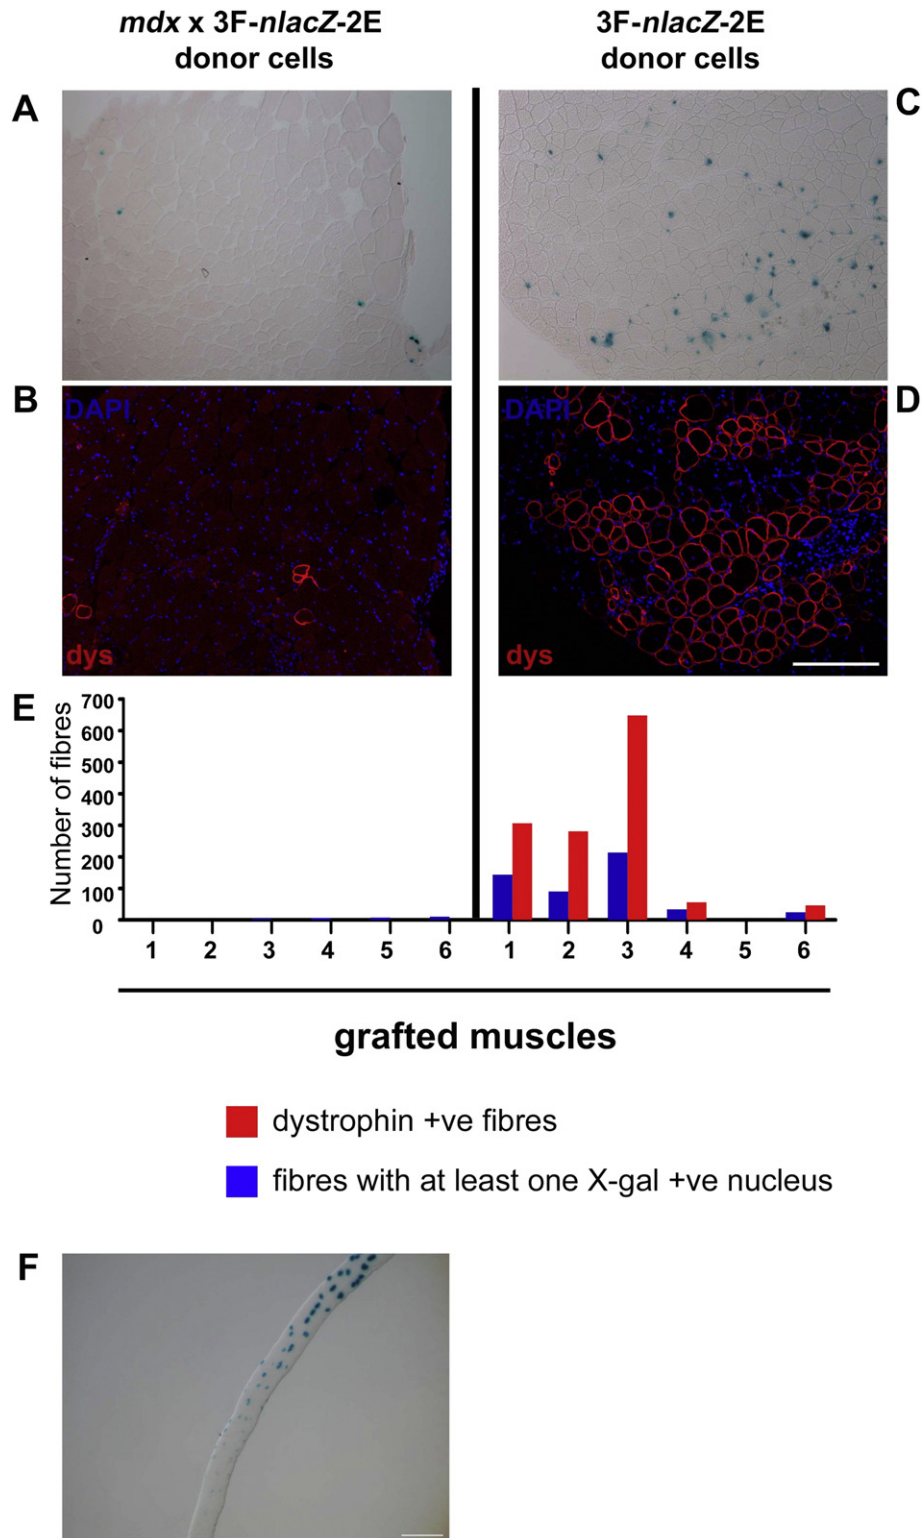 mdx x 3F-nlacZ-2E
donor cells
3F-nlacZ-2E
donor cells
A
C
B
DAPI
dys
D
DAPI
dys
E
Number of fibres
700
600
500
400
300
200
100
0
1 2 3 4 5 6
1 2 3 4 5 6
grafted muscles
dystrophin +ve fibres
fibres with at least one X-gal +ve nucleus
F